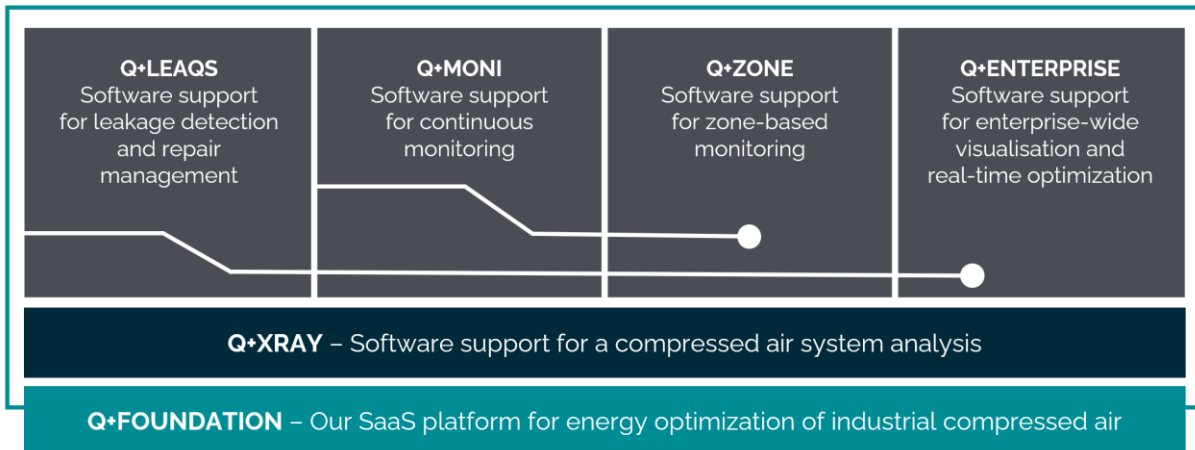 Q+LEAQS
Software support
for leakage detection
and repair
management
Q+MONI
Software support
for continuous
monitoring
Q+ZONE
Software support
for zone-based
monitoring
Q+ENTERPRISE
Software support
for enterprise-wide
visualisation and
real-time optimization
Q+XRAY – Software support for a compressed air system analysis
Q+FOUNDATION – Our SaaS platform for energy optimization of industrial compressed air